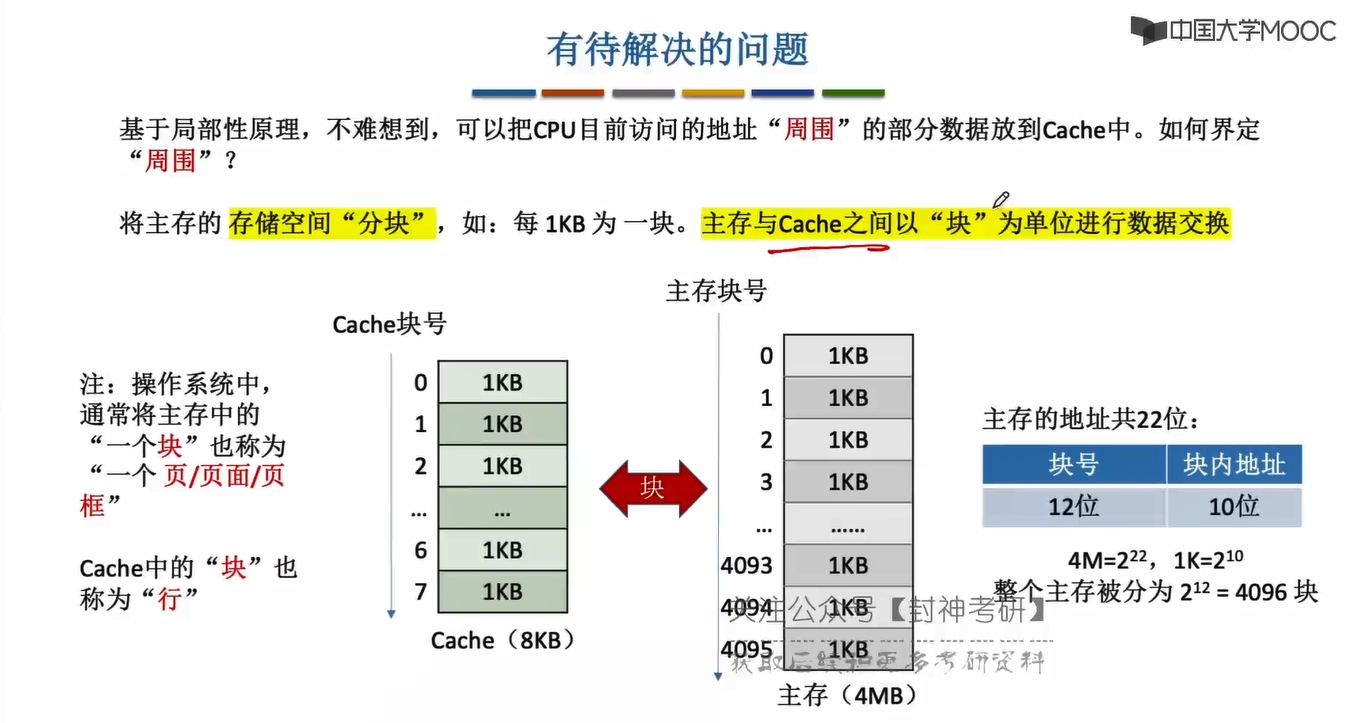 中国大学MOOC
有待解决的问题
基于局部性原理，不难想到，可以把CPU目前访问的地址“周围”的部分数据放到Cache中。如何界定
“周围”？
将主存的 存储空间“分块”，如：每 1KB 为 一块。主存与Cache之间以“块”为单位进行数据交换
主存块号
Cache块号
注：操作系统中，
通常将主存中的
“一个块”也称为
“一个 页/页面/页
框”
Cache中的“块”也
称为“行”
0 1KB
1 1KB
2 1KB
... ...
6 1KB
7 1KB
Cache（8KB）
块
0 1KB
1 1KB
2 1KB
3 1KB
... ......
4093 1KB
4094 1KB
4095 1KB
主存（4MB）
主存的地址共22位：
块号 块内地址
12位 10位
4M=2²²，1K=2¹⁰
整个主存被分为 2¹² = 4096 块
关注公众号【封神考研】
获取后续和更多考研资料